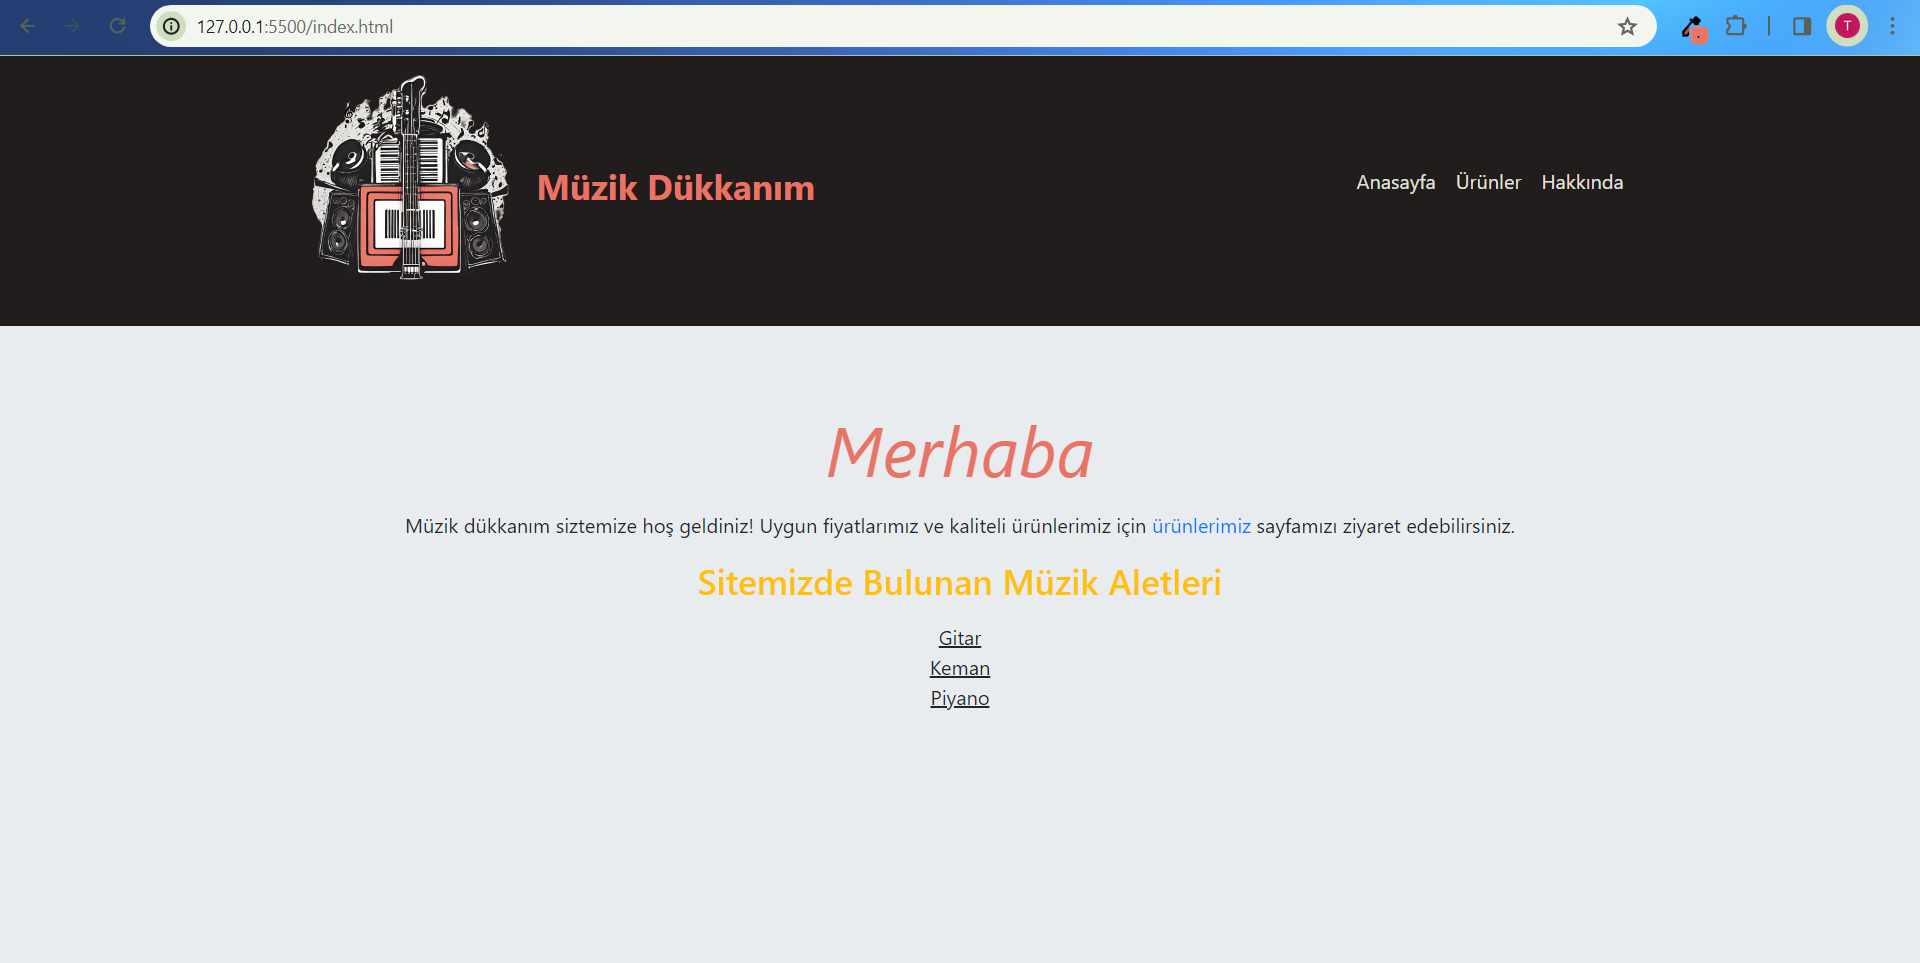 127.0.0.1:5500/index.html
T
Müzik Dükkanım
Anasayfa Ürünler Hakkında
Merhaba
Müzik dükkanım siztemize hoş geldiniz! Uygun fiyatlarımız ve kaliteli ürünlerimiz için ürünlerimiz sayfamızı ziyaret edebilirsiniz.
Sitemizde Bulunan Müzik Aletleri
Gitar
Keman
Piyano